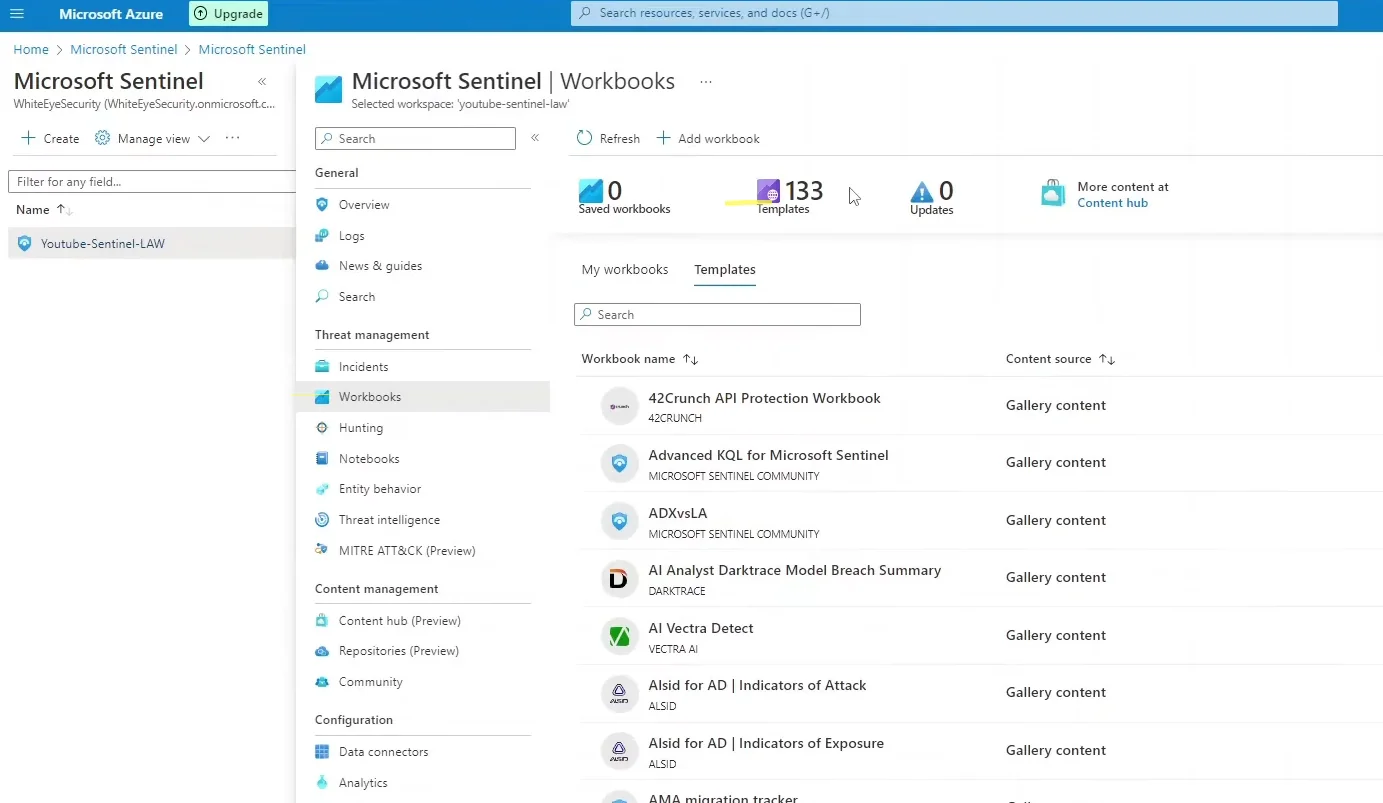 Microsoft Azure
Upgrade
Search resources, services, and docs (G+/)
Home > Microsoft Sentinel > Microsoft Sentinel
Microsoft Sentinel «
WhiteEyeSecurity (WhiteEyeSecurity.onmicrosoft.c...
+ Create Manage view ...
Filter for any field...
Name ↑↓
Youtube-Sentinel-LAW
Microsoft Sentinel | Workbooks ...
Selected workspace: 'youtube-sentinel-law'
Search «
General
Overview
Logs
News & guides
Search
Threat management
Incidents
Workbooks
Hunting
Notebooks
Entity behavior
Threat intelligence
MITRE ATT&CK (Preview)
Content management
Content hub (Preview)
Repositories (Preview)
Community
Configuration
Data connectors
Analytics
Refresh + Add workbook
0
Saved workbooks
133
Templates
0
Updates
More content at
Content hub
My workbooks Templates
Search
Workbook name ↑↓ Content source ↑↓
42Crunch API Protection Workbook
42CRUNCH
Gallery content
Advanced KQL for Microsoft Sentinel
MICROSOFT SENTINEL COMMUNITY
Gallery content
ADXvsLA
MICROSOFT SENTINEL COMMUNITY
Gallery content
AI Analyst Darktrace Model Breach Summary
DARKTRACE
Gallery content
AI Vectra Detect
VECTRA AI
Gallery content
ALSID
Alsid for AD | Indicators of Attack
ALSID
Gallery content
ALSID
Alsid for AD | Indicators of Exposure
ALSID
Gallery content
AMA migration tracker